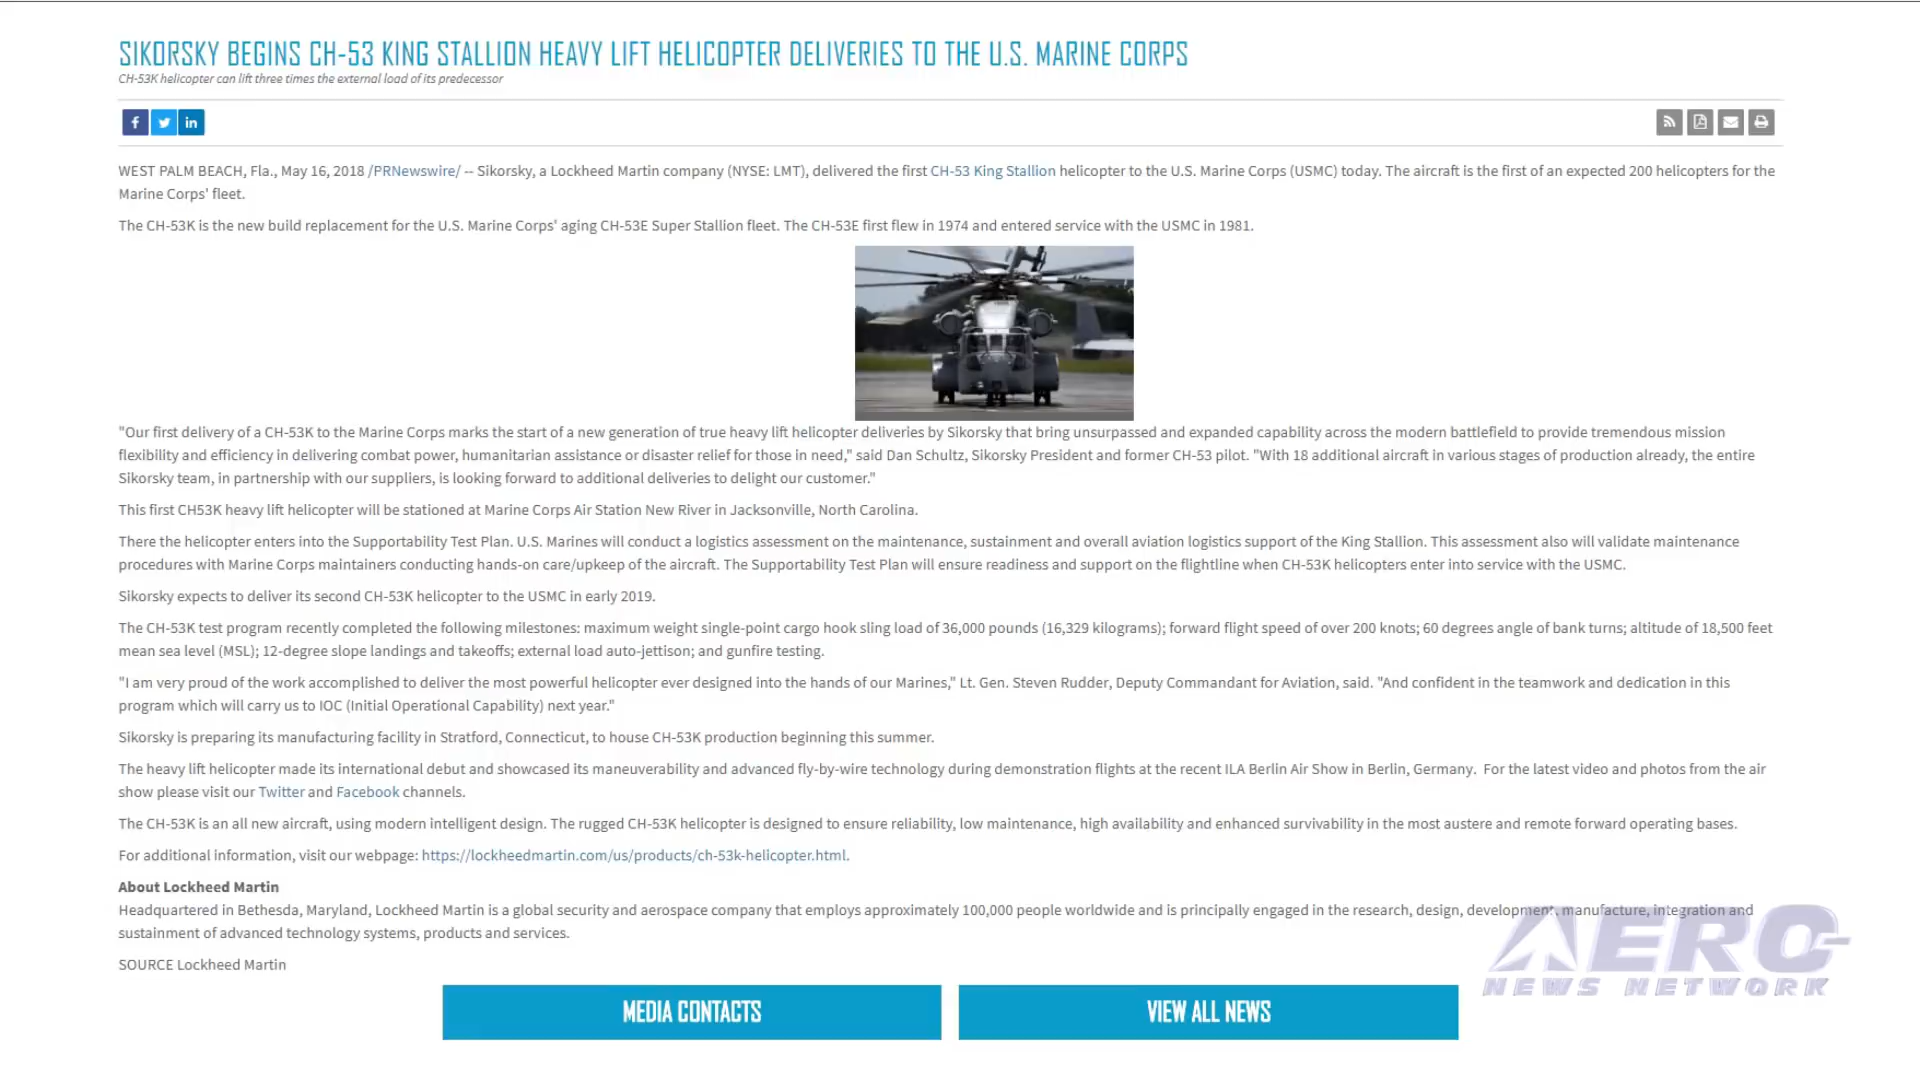 SIKORSKY BEGINS CH-53 KING STALLION HEAVY LIFT HELICOPTER DELIVERIES TO THE U.S. MARINE CORPS
CH-53K helicopter can lift three times the external load of its predecessor
WEST PALM BEACH, Fla., May 16, 2018 /PRNewswire/ -- Sikorsky, a Lockheed Martin company (NYSE: LMT), delivered the first CH-53 King Stallion helicopter to the U.S. Marine Corps (USMC) today. The aircraft is the first of an expected 200 helicopters for the
Marine Corps' fleet.
The CH-53K is the new build replacement for the U.S. Marine Corps' aging CH-53E Super Stallion fleet. The CH-53E first flew in 1974 and entered service with the USMC in 1981.
"Our first delivery of a CH-53K to the Marine Corps marks the start of a new generation of true heavy lift helicopter deliveries by Sikorsky that bring unsurpassed and expanded capability across the modern battlefield to provide tremendous mission
flexibility and efficiency in delivering combat power, humanitarian assistance or disaster relief for those in need," said Dan Schultz, Sikorsky President and former CH-53 pilot. "With 18 additional aircraft in various stages of production already, the entire
Sikorsky team, in partnership with our suppliers, is looking forward to additional deliveries to delight our customer."
This first CH53K heavy lift helicopter will be stationed at Marine Corps Air Station New River in Jacksonville, North Carolina.
There the helicopter enters into the Supportability Test Plan. U.S. Marines will conduct a logistics assessment on the maintenance, sustainment and overall aviation logistics support of the King Stallion. This assessment also will validate maintenance
procedures with Marine Corps maintainers conducting hands-on care/upkeep of the aircraft. The Supportability Test Plan will ensure readiness and support on the flightline when CH-53K helicopters enter into service with the USMC.
Sikorsky expects to deliver its second CH-53K helicopter to the USMC in early 2019.
The CH-53K test program recently completed the following milestones: maximum weight single-point cargo hook sling load of 36,000 pounds (16,329 kilograms); forward flight speed of over 200 knots; 60 degrees angle of bank turns; altitude of 18,500 feet
mean sea level (MSL); 12-degree slope landings and takeoffs; external load auto-jettison; and gunfire testing.
"I am very proud of the work accomplished to deliver the most powerful helicopter ever designed into the hands of our Marines," Lt. Gen. Steven Rudder, Deputy Commandant for Aviation, said. "And confident in the teamwork and dedication in this
program which will carry us to IOC (Initial Operational Capability) next year."
Sikorsky is preparing its manufacturing facility in Stratford, Connecticut, to house CH-53K production beginning this summer.
The heavy lift helicopter made its international debut and showcased its maneuverability and advanced fly-by-wire technology during demonstration flights at the recent ILA Berlin Air Show in Berlin, Germany. For the latest video and photos from the air
show please visit our Twitter and Facebook channels.
The CH-53K is an all new aircraft, using modern intelligent design. The rugged CH-53K helicopter is designed to ensure reliability, low maintenance, high availability and enhanced survivability in the most austere and remote forward operating bases.
For additional information, visit our webpage: https://lockheedmartin.com/us/products/ch-53k-helicopter.html.
About Lockheed Martin
Headquartered in Bethesda, Maryland, Lockheed Martin is a global security and aerospace company that employs approximately 100,000 people worldwide and is principally engaged in the research, design, development, manufacture, integration and
sustainment of advanced technology systems, products and services.
SOURCE Lockheed Martin
MEDIA CONTACTS
VIEW ALL NEWS
AERO-
NEWS NETWORK